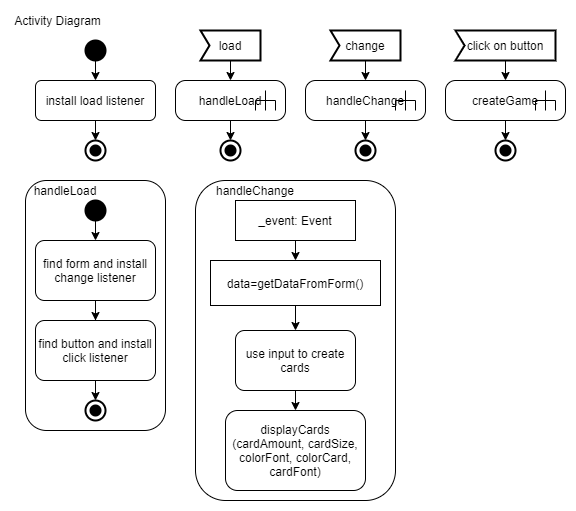 Activity Diagram
load
change
click on button
install load listener
handleLoad
handleChange
createGame
handleLoad
find form and install
change listener
find button and install
click listener
handleChange
_event: Event
data=getDataFromForm()
use input to create
cards
displayCards
(cardAmount, cardSize,
colorFont, colorCard,
cardFont)